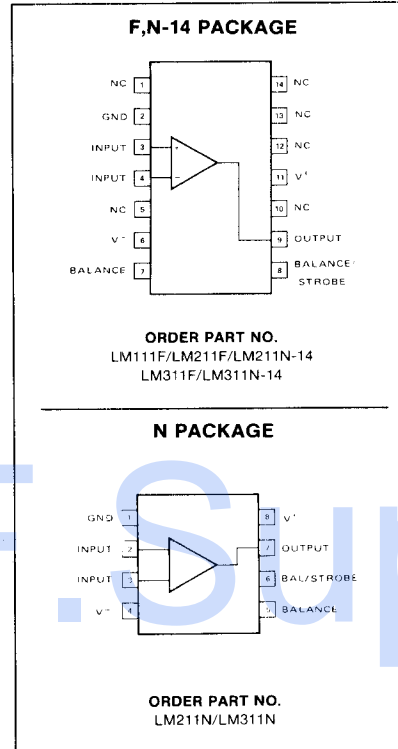 F,N-14 PACKAGE
NC 1
14 NC
GND 2
13 NC
INPUT 3
+
12 NC
INPUT 4
−
11 V+
NC 5
10 NC
V− 6
9 OUTPUT
BALANCE 7
8 BALANCE/
STROBE
ORDER PART NO.
LM111F/LM211F/LM211N-14
LM311F/LM311N-14
N PACKAGE
GND 1
8 V+
INPUT 2
7 OUTPUT
INPUT 3
6 BAL/STROBE
V− 4
5 BALANCE
ORDER PART NO.
LM211N/LM311N
F.Sup